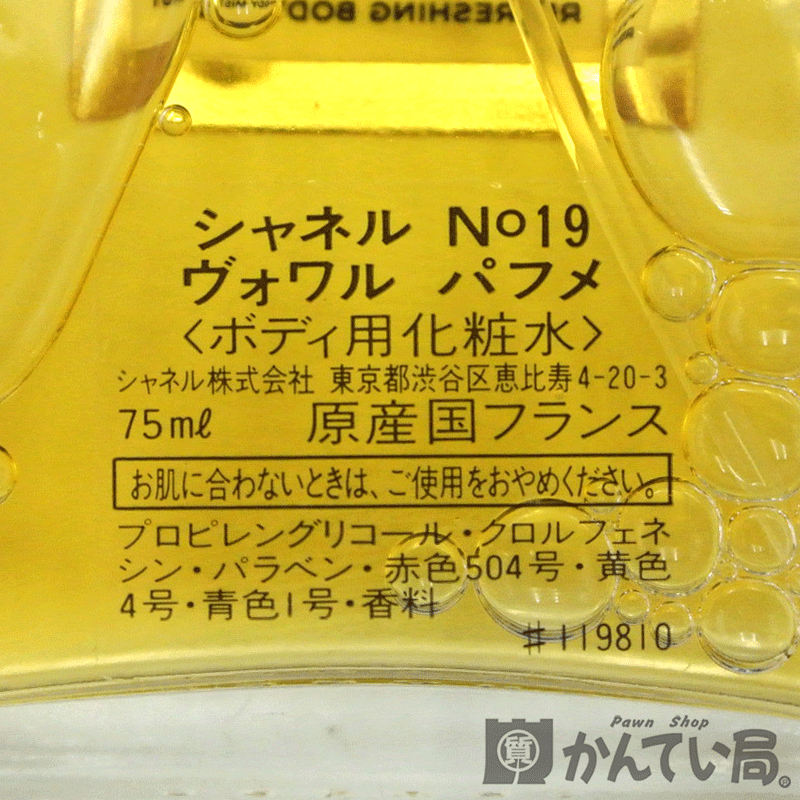 シャネル No19
ヴォワル パフメ
〈ボディ用化粧水〉
シャネル株式会社 東京都渋谷区恵比寿4-20-3
75ml 原産国フランス
お肌に合わないときは、ご使用をおやめください。
プロピレングリコール・クロルフェネ
シン・パラベン・赤色504号・黄色
4号・青色1号・香料
#119810
Pawn Shop
質 かんてい局®